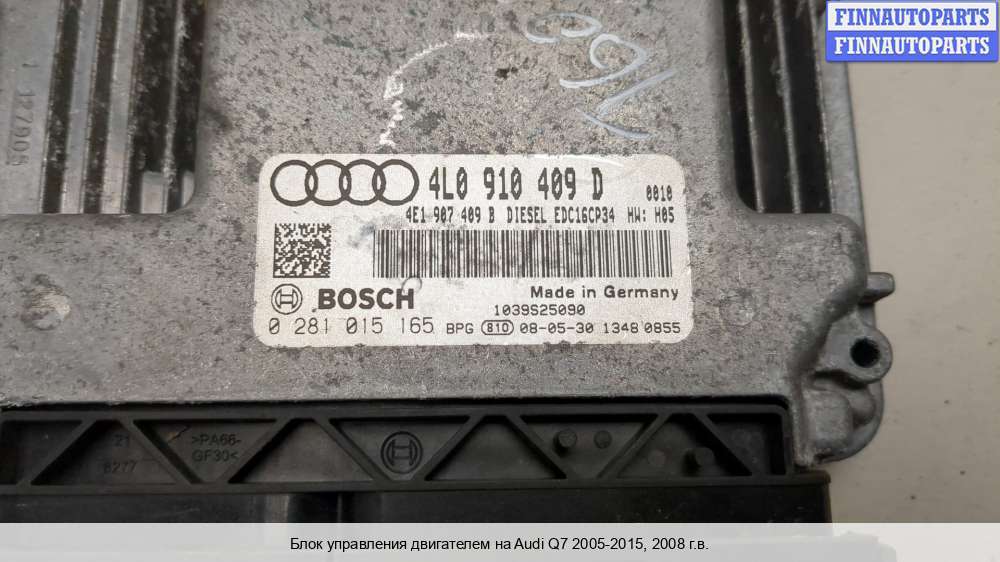 FINNAUTOPARTS
FINNAUTOPARTS
4L0 910 409 D 0010
4E1 907 409 B DIESEL EDC16CP34 HW: H05
BOSCH
Made in Germany
1039S25090
0 281 015 165 BPG 810 08-05-30 1348 0855
21
8277
>PA66-
GF30<
Блок управления двигателем на Audi Q7 2005-2015, 2008 г.в.